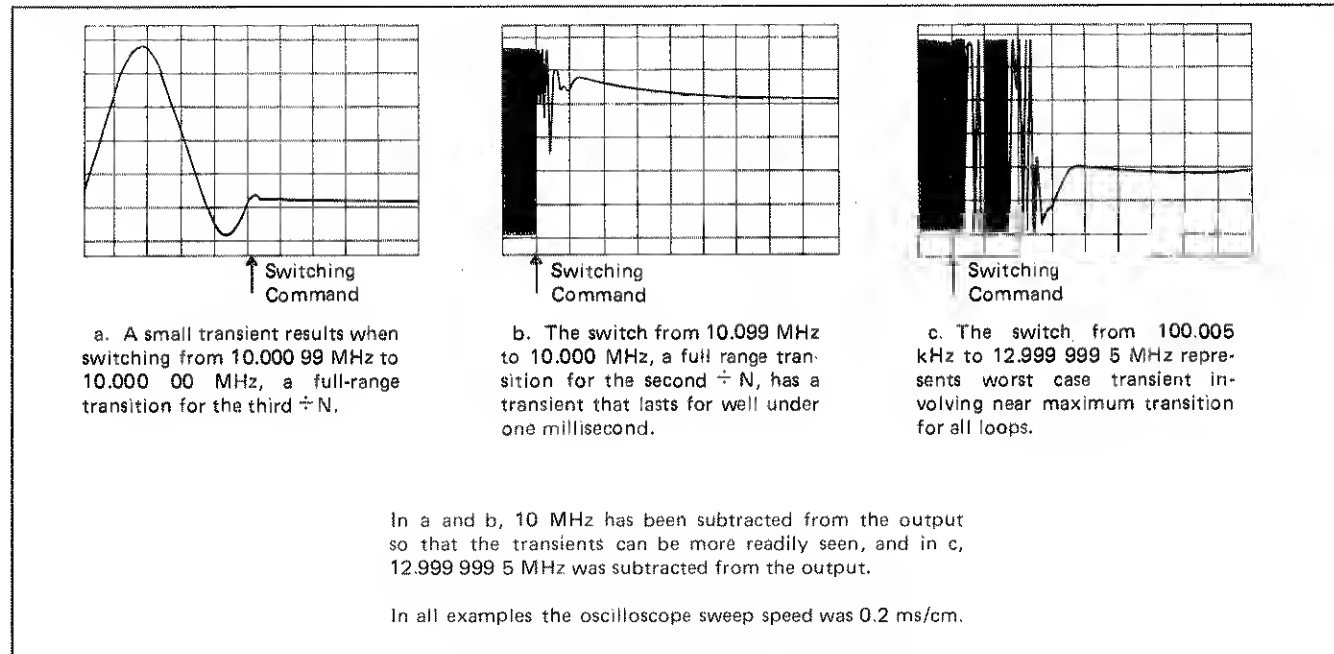 Switching
Command
a. A small transient results when
switching from 10.000 99 MHz to
10.000 00 MHz, a full-range
transition for the third ÷ N.
Switching
Command
b. The switch from 10.099 MHz
to 10.000 MHz, a full range tran-
sition for the second ÷ N, has a
transient that lasts for well under
one millisecond.
Switching
Command
c. The switch from 100.005
kHz to 12.999 999 5 MHz repre-
sents worst case transient in-
volving near maximum transition
for all loops.
In a and b, 10 MHz has been subtracted from the output
so that the transients can be more readily seen, and in c,
12.999 999 5 MHz was subtracted from the output.
In all examples the oscilloscope sweep speed was 0.2 ms/cm.